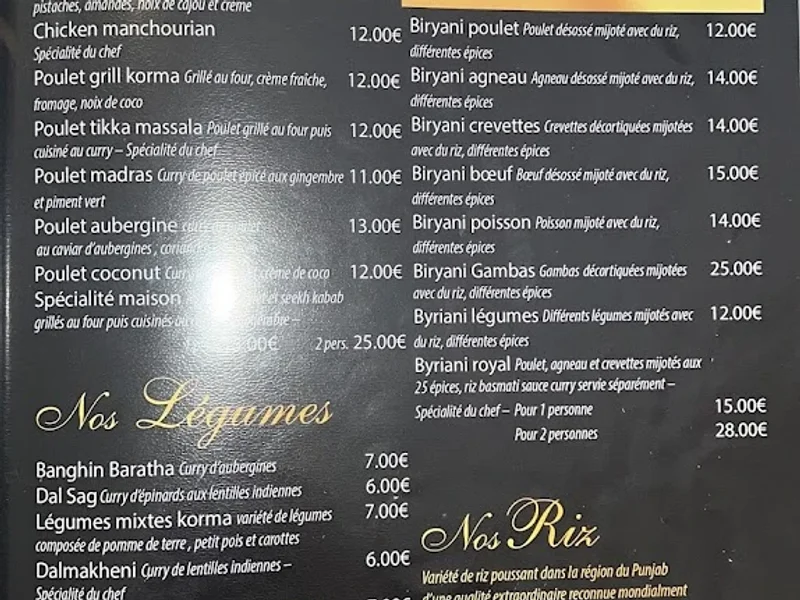 pistaches, amandes, noix de cajou et crème
Chicken manchourian 12.00€
Spécialité du chef
Poulet grill korma Grillé au four, crème fraîche, 12.00€
fromage, noix de coco
Poulet tikka massala Poulet grillé au four puis 12.00€
cuisiné au curry – Spécialité du chef
Poulet madras Curry de poulet épicé aux gingembre 11.00€
et piment vert
Poulet aubergine 13.00€
au caviar d'aubergines,
Poulet coconut crème de coco 12.00€
Spécialité maison et seekh kabab
grillés au four puis cuisinés
2 pers. 25.00€
Nos Légumes
Banghin Baratha Curry d'aubergines 7.00€
Dal Sag Curry d'épinards aux lentilles indiennes 6.00€
Légumes mixtes korma variété de légumes 7.00€
composée de pomme de terre, petit pois et carottes
Dalmakheni Curry de lentilles indiennes – 6.00€
Spécialité du chef
Biryani poulet Poulet désossé mijoté avec du riz, 12.00€
différentes épices
Biryani agneau Agneau désossé mijoté avec du riz, 14.00€
différentes épices
Biryani crevettes Crevettes décortiquées mijotées 14.00€
avec du riz, différentes épices
Biryani bœuf Bœuf désossé mijoté avec du riz, 15.00€
différentes épices
Biryani poisson Poisson mijoté avec du riz, 14.00€
différentes épices
Biryani Gambas Gambas décortiquées mijotées 25.00€
avec du riz, différentes épices
Byriani légumes Différents légumes mijotés avec 12.00€
du riz, différentes épices
Byriani royal Poulet, agneau et crevettes mijotés aux
25 épices, riz basmati sauce curry servie séparément –
Spécialité du chef – Pour 1 personne 15.00€
Pour 2 personnes 28.00€
Nos Riz
Variété de riz poussant dans la région du Punjab
d'une qualité extraordinaire reconnue mondialment